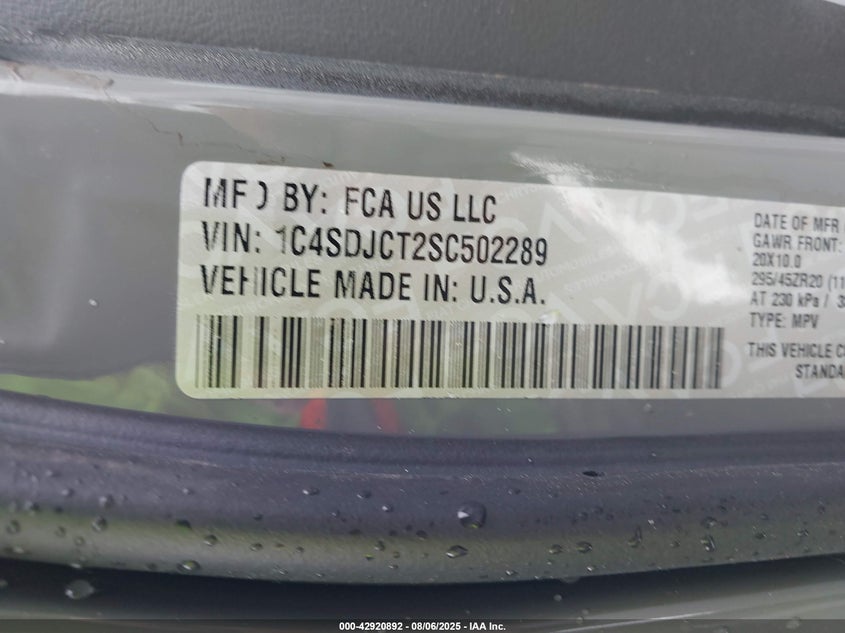 MFD BY: FCA US LLC
VIN: 1C4SDJCT2SC502289
VEHICLE MADE IN: U.S.A.
DATE OF MFR
GAWR FRONT:
20X10.0
295/45ZR20 (11
AT 230 kPa /
TYPE: MPV
THIS VEHICLE
STANDA
000-42920892 - 08/06/2025 - IAA Inc.